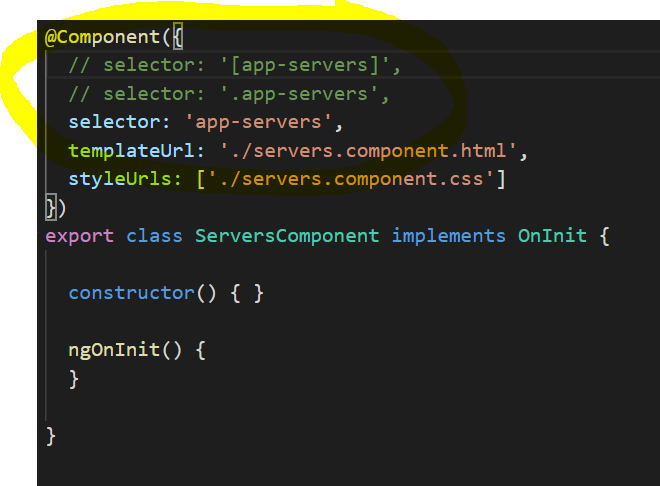 @Component({
// selector: '[app-servers]',
// selector: '.app-servers',
selector: 'app-servers',
templateUrl: './servers.component.html',
styleUrls: ['./servers.component.css']
})
export class ServersComponent implements OnInit {
constructor() { }
ngOnInit() {
}
}